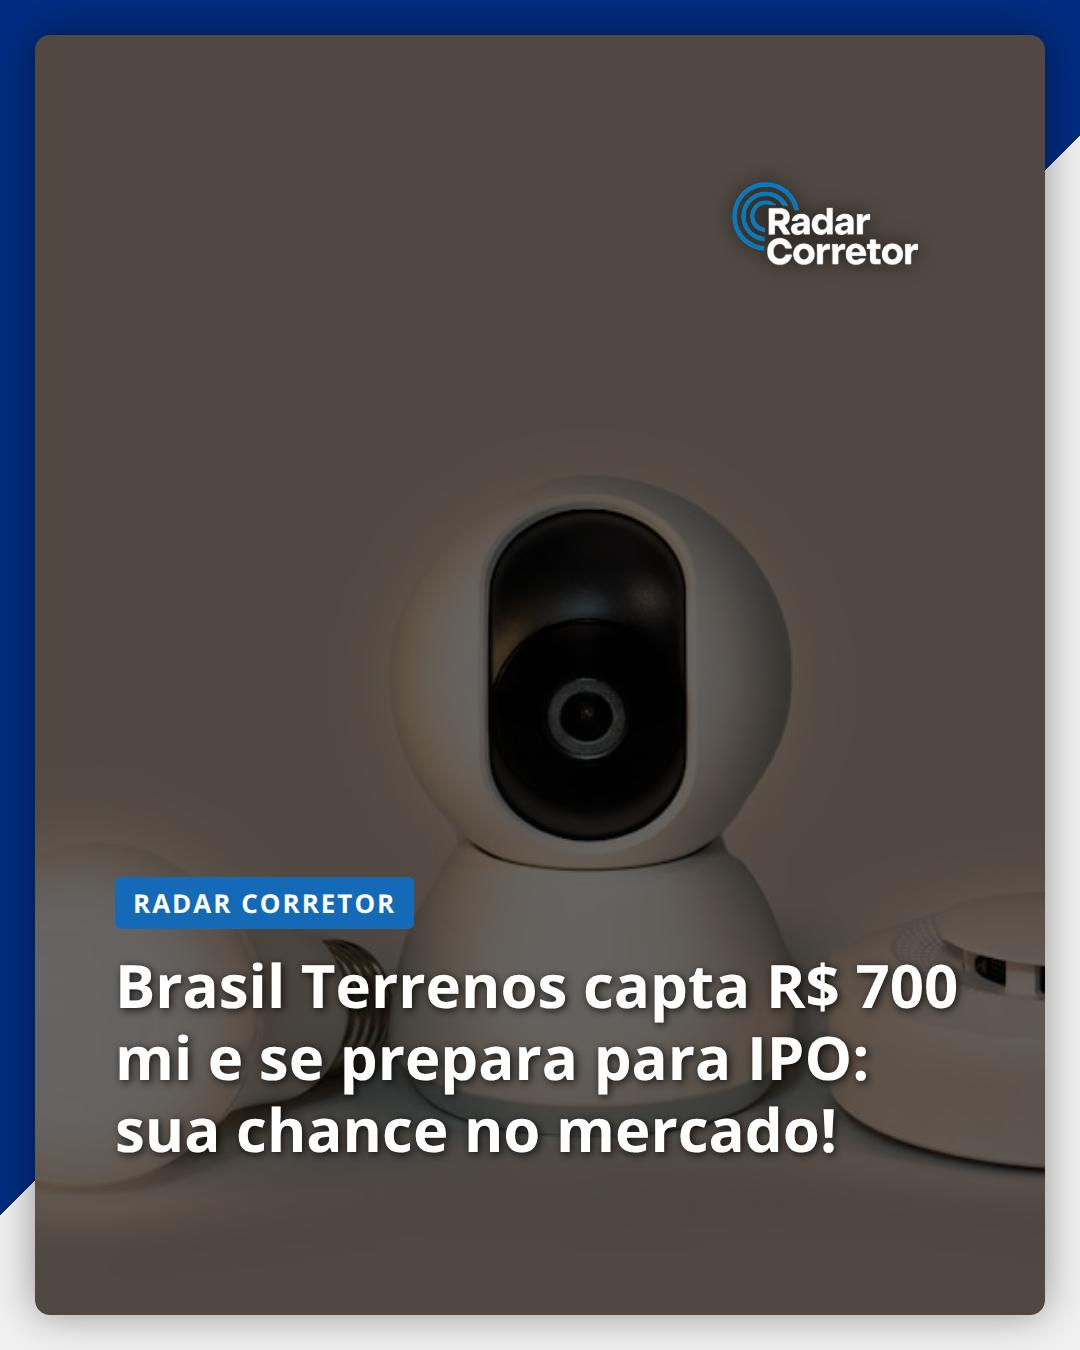 Radar
Corretor
RADAR CORRETOR
Brasil Terrenos capta R$ 700
mi e se prepara para IPO:
sua chance no mercado!